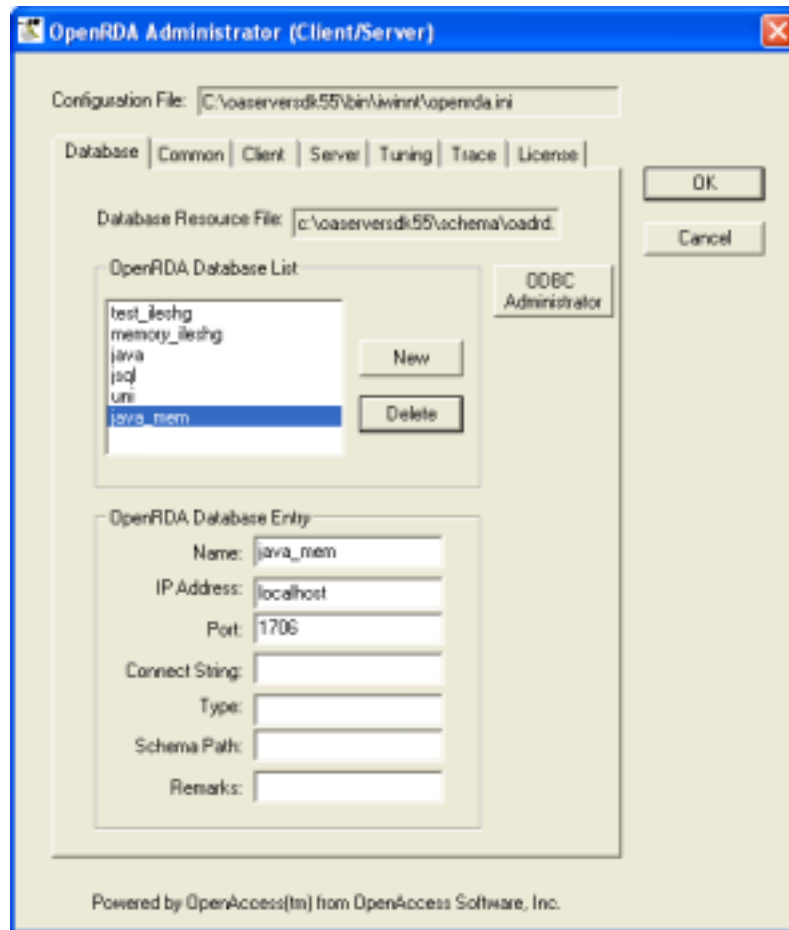 OpenRDA Administrator (Client/Server)
Configuration File: C:\oaserversdk55\bin\iwinnt\openrda.ini
Database Common Client Server Tuning Trace License
OK
Cancel
Database Resource File: c:\oaserversdk55\schema\oadrd.
OpenRDA Database List
ODBC Administrator
test_ileshg
memory_ileshg
java
jsql
uni
java_mem
New
Delete
OpenRDA Database Entry
Name: java_mem
IP Address: localhost
Port: 1706
Connect String:
Type:
Schema Path:
Remarks:
Powered by OpenAccess(tm) from OpenAccess Software, Inc.